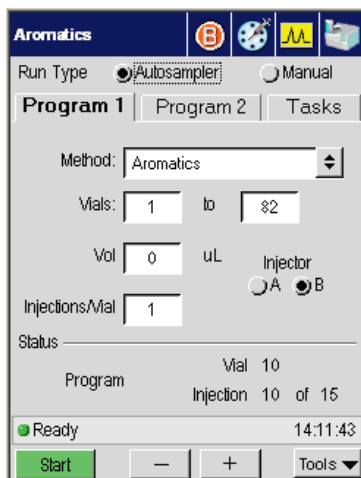 Aromatics B
Run Type Autosampler Manual
Program 1 Program 2 Tasks
Method: Aromatics
Vials: 1 to 82
Vol 0 uL Injector
A B
Injections/Vial 1
Status
Vial 10
Program
Injection 10 of 15
Ready 14:11:43
Start − + Tools